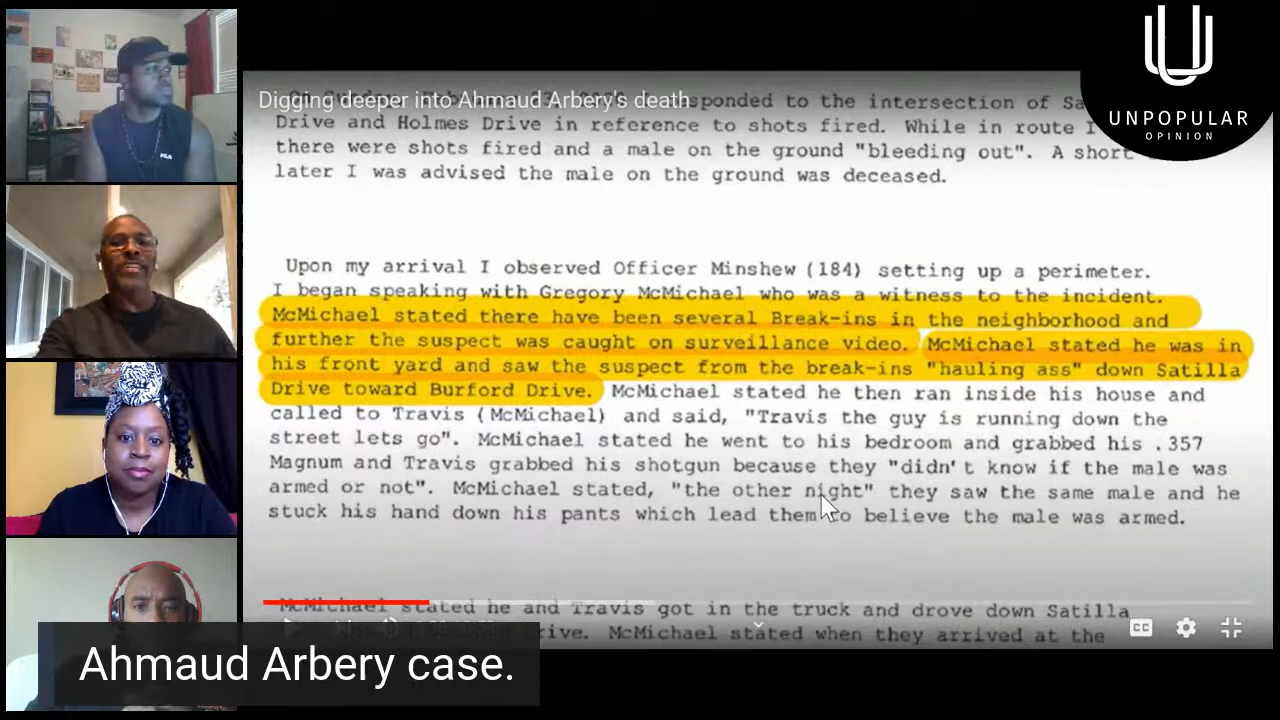 Digging deeper into Ahmaud Arbery's death
responded to the intersection of
Drive and Holmes Drive in reference to shots fired. While in route I
there were shots fired and a male on the ground "bleeding out". A short
later I was advised the male on the ground was deceased.
Upon my arrival I observed Officer Minshew (184) setting up a perimeter.
I began speaking with Gregory McMichael who was a witness to the incident.
McMichael stated there have been several Break-ins in the neighborhood and
further the suspect was caught on surveillance video. McMichael stated he was in
his front yard and saw the suspect from the break-ins "hauling ass" down Satilla
Drive toward Burford Drive. McMichael stated he then ran inside his house and
called to Travis (McMichael) and said, "Travis the guy is running down the
street lets go". McMichael stated he went to his bedroom and grabbed his .357
Magnum and Travis grabbed his shotgun because they "didn't know if the male was
armed or not". McMichael stated, "the other night" they saw the same male and he
stuck his hand down his pants which lead them to believe the male was armed.
McMichael stated he and Travis got in the truck and drove down Satilla
Drive. McMichael stated when they arrived at the
UNPOPULAR
OPINION
CC
FILA
Ahmaud Arbery case.